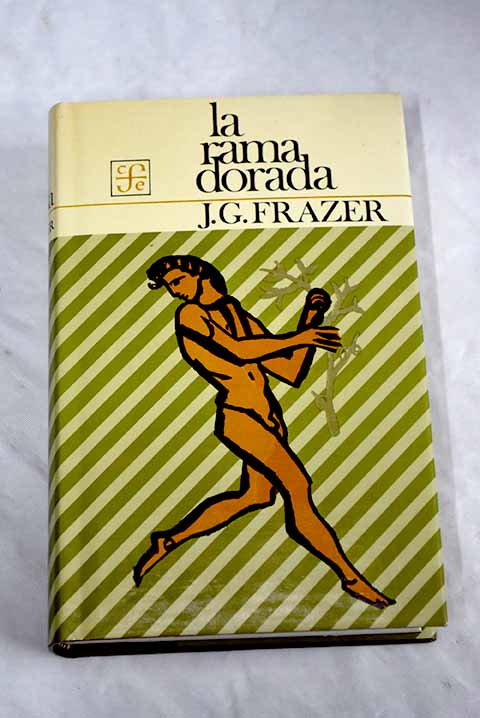 la
rama
dorada
c f e
J.G. FRAZER